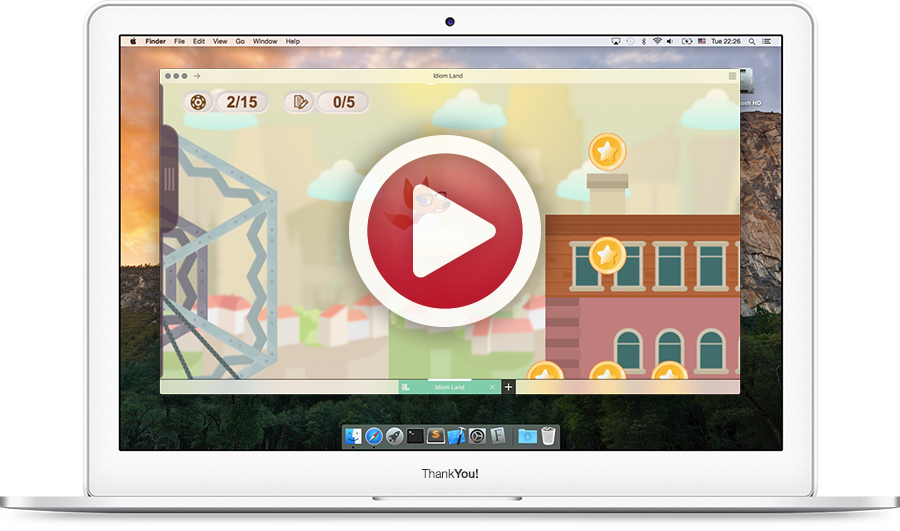 Finder File Edit View Go Window Help Tue 22:26
Idiom Land
osh HD
2/15 0/5
Idiom Land
ThankYou!